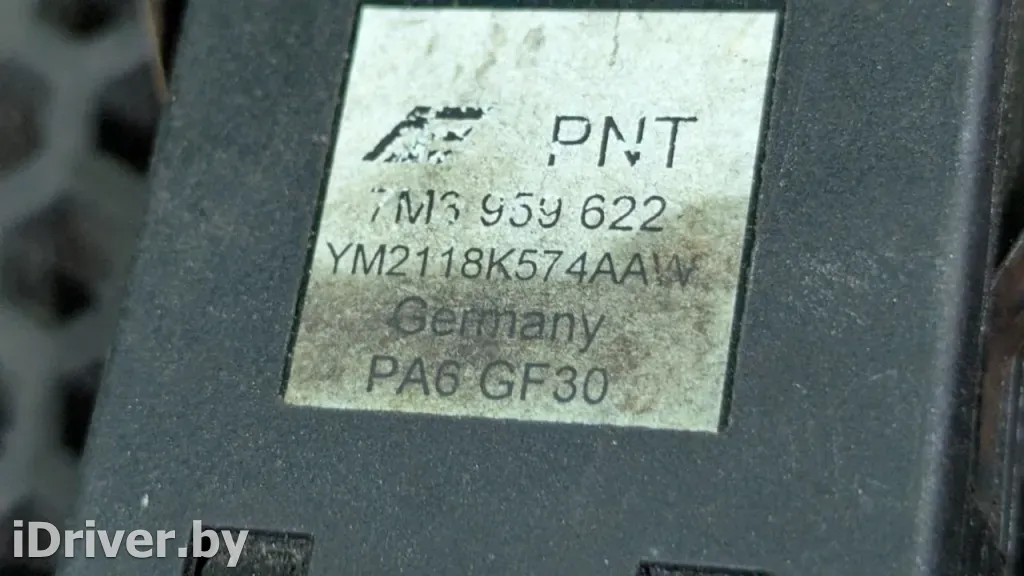 PNT
7M3 959 622
YM2118K574AAW
Germany
PA6 GF30
iDriver.by